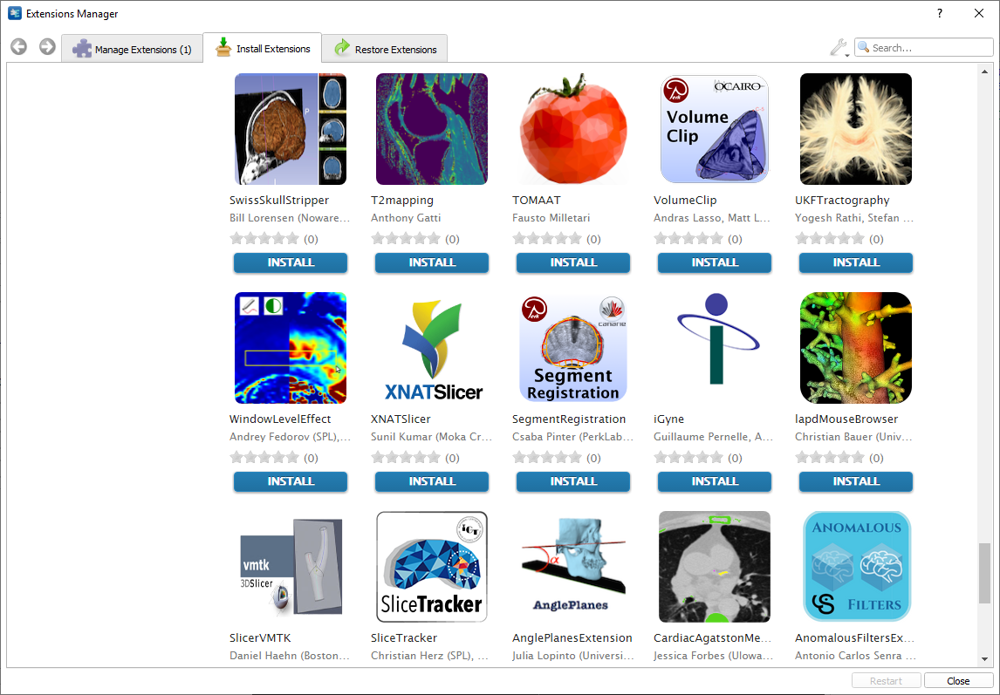 Extensions Manager
?
Manage Extensions (1)
Install Extensions
Restore Extensions
Search...
P
Perk
OCAIRO
Volume
Clip
SwissSkullStripper
T2mapping
TOMAAT
VolumeClip
UKFTractography
Bill Lorensen (Noware...
Anthony Gatti
Fausto Milletari
Andras Lasso, Matt L...
Yogesh Rathi, Stefan ...
(0)
(0)
(0)
(0)
(0)
INSTALL
INSTALL
INSTALL
INSTALL
INSTALL
XNATSlicer
Perk
canarie
Segment
Registration
WindowLevelEffect
XNATSlicer
SegmentRegistration
iGyne
lapdMouseBrowser
Andrey Fedorov (SPL),...
Sunil Kumar (Moka Cr...
Csaba Pinter (PerkLab...
Guillaume Pernelle, A...
Christian Bauer (Univ...
(0)
(0)
(0)
(0)
(0)
INSTALL
INSTALL
INSTALL
INSTALL
INSTALL
vmtk
3DSlicer
iGT
SliceTracker
α
AnglePlanes
ANOMALOUS
FILTERS
SlicerVMTK
SliceTracker
AnglePlanesExtension
CardiacAgatstonMe...
AnomalousFiltersEx...
Daniel Haehn (Boston...
Christian Herz (SPL), ...
Julia Lopinto (Universi...
Jessica Forbes (UIowa...
Antonio Carlos Senra ...
Restart
Close